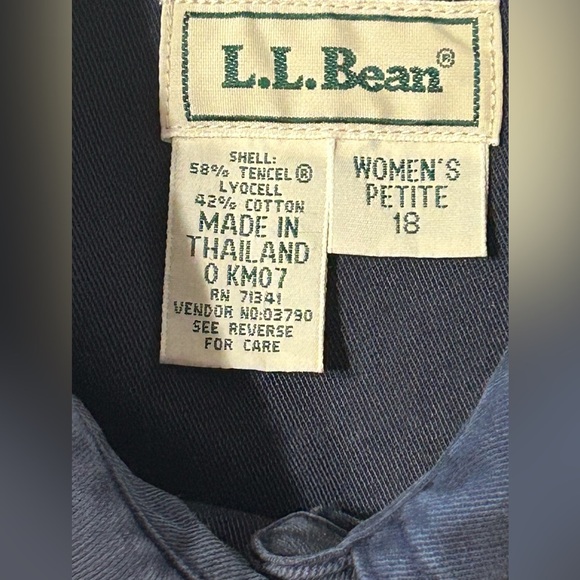 L.L.Bean®
SHELL:
58% TENCEL®
LYOCELL
42% COTTON
MADE IN
THAILAND
0 KM07
RN 71341
VENDOR NO:03790
SEE REVERSE
FOR CARE
WOMEN'S
PETITE
18